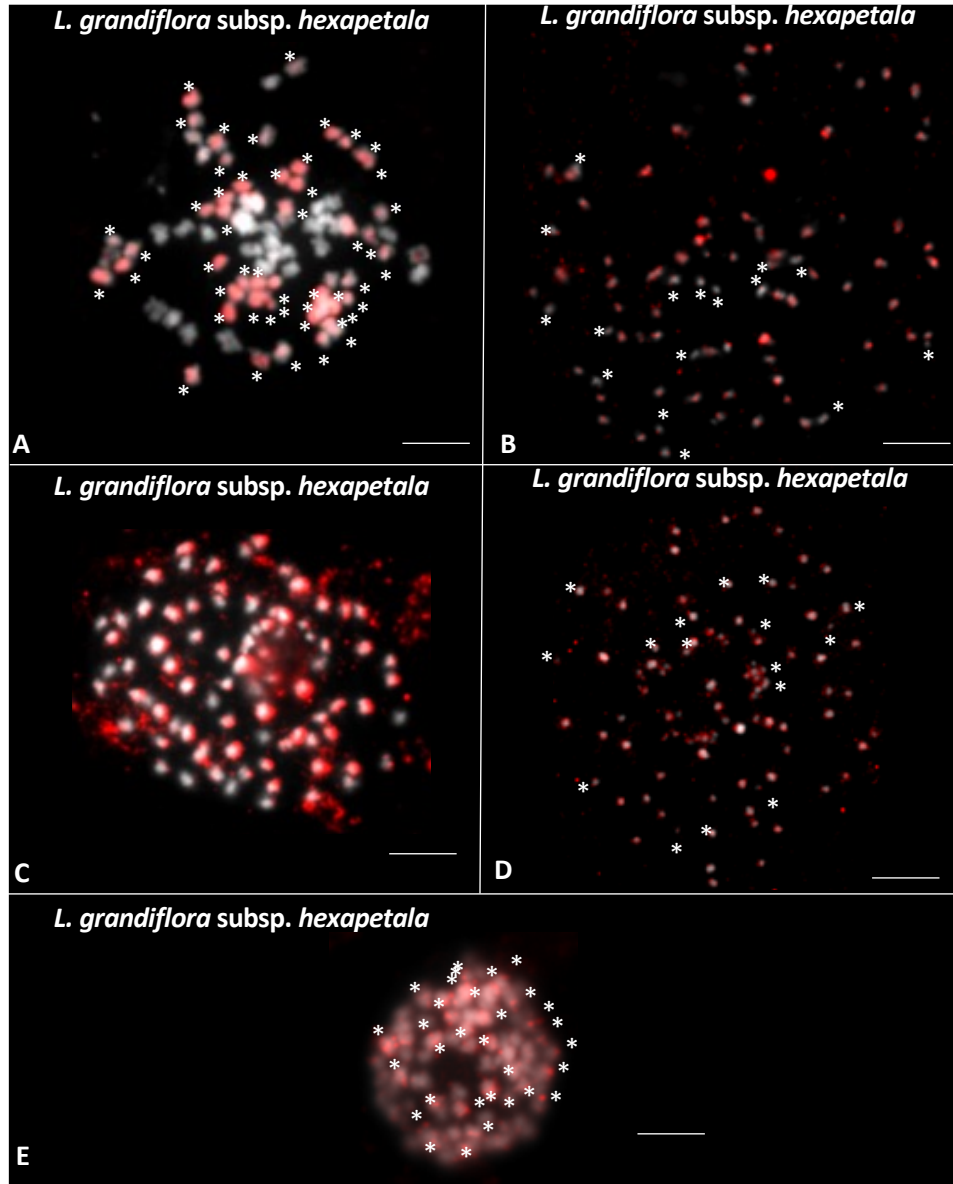 L. grandiflora subsp. hexapetala
L. grandiflora subsp. hexapetala
A
B
L. grandiflora subsp. hexapetala
L. grandiflora subsp. hexapetala
C
D
L. grandiflora subsp. hexapetala
E